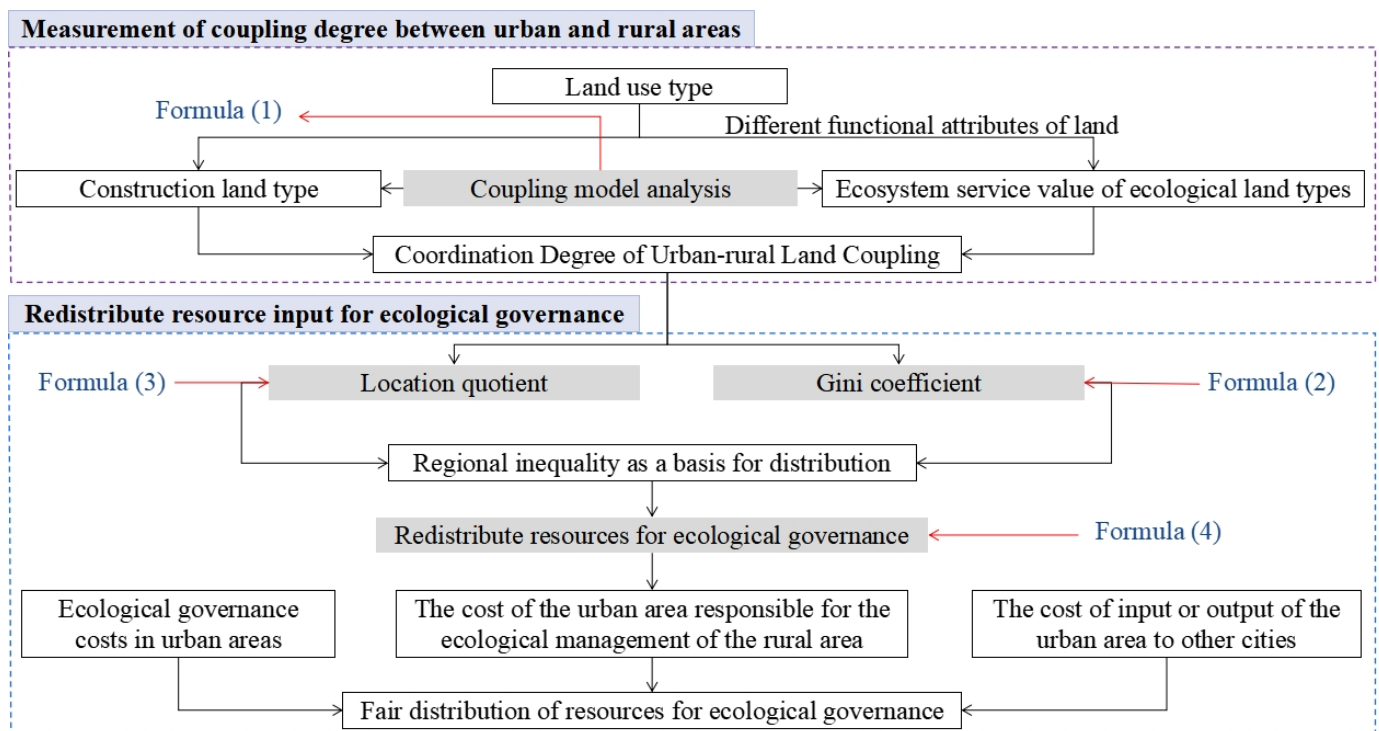 Measurement of coupling degree between urban and rural areas
Land use type
Formula (1)
Different functional attributes of land
Construction land type
Coupling model analysis
Ecosystem service value of ecological land types
Coordination Degree of Urban-rural Land Coupling
Redistribute resource input for ecological governance
Formula (3)
Location quotient
Gini coefficient
Formula (2)
Regional inequality as a basis for distribution
Redistribute resources for ecological governance
Formula (4)
Ecological governance
costs in urban areas
The cost of the urban area responsible for the
ecological management of the rural area
The cost of input or output of the
urban area to other cities
Fair distribution of resources for ecological governance